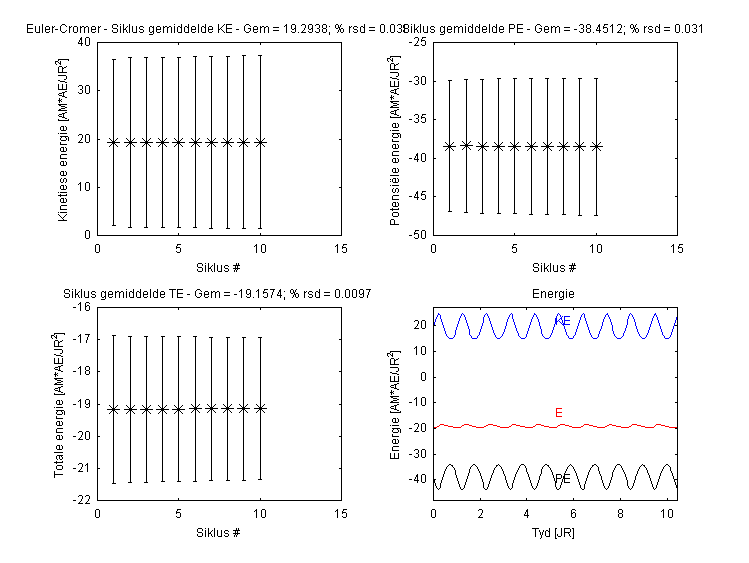 Euler-Cromer - Siklus gemiddelde KE - Gem = 19.2938; % rsd = 0.03
Siklus gemiddelde PE - Gem = -38.4512; % rsd = 0.031
40
30
20
10
0
0
5
10
15
Kinetiese energie [AM*AE/JR²]
Siklus #
-25
-30
-35
-40
-45
-50
0
5
10
15
Potensiële energie [AM*AE/JR²]
Siklus #
Siklus gemiddelde TE - Gem = -19.1574; % rsd = 0.0097
-16
-17
-18
-19
-20
-21
-22
0
5
10
15
Totale energie [AM*AE/JR²]
Siklus #
Energie
20
10
0
-10
-20
-30
-40
0
2
4
6
8
10
KE
E
PE
Energie [AM*AE/JR²]
Tyd [JR]